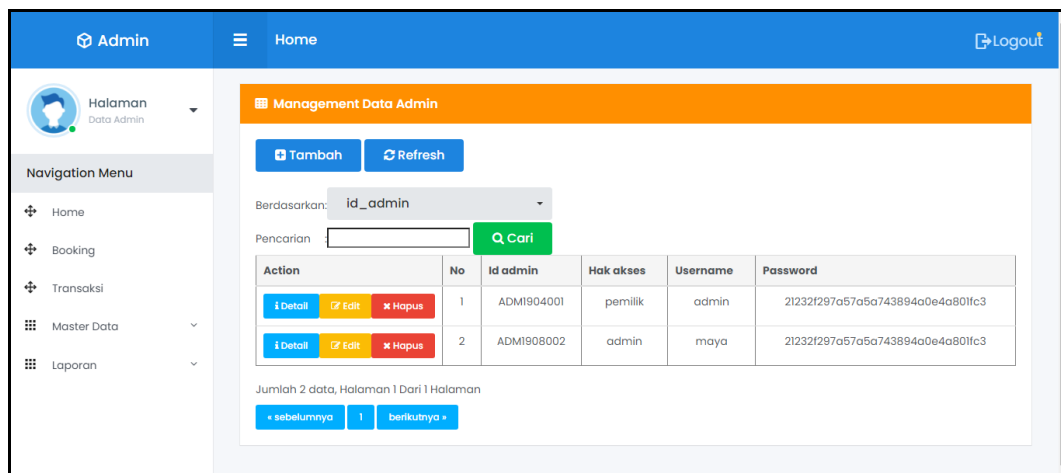 Admin
Home
Logout
Halaman
Data Admin
Navigation Menu
Home
Booking
Transaksi
Master Data
Laporan
Management Data Admin
Tambah Refresh
Berdasarkan: id_admin
Pencarian : Cari
Action No Id admin Hak akses Username Password
Detail Edit Hapus 1 ADM1904001 pemilik admin 21232f297a57a5a743894a0e4a801fc3
Detail Edit Hapus 2 ADM1908002 admin maya 21232f297a57a5a743894a0e4a801fc3
Jumlah 2 data, Halaman 1 Dari 1 Halaman
« sebelumnya 1 berikutnya »